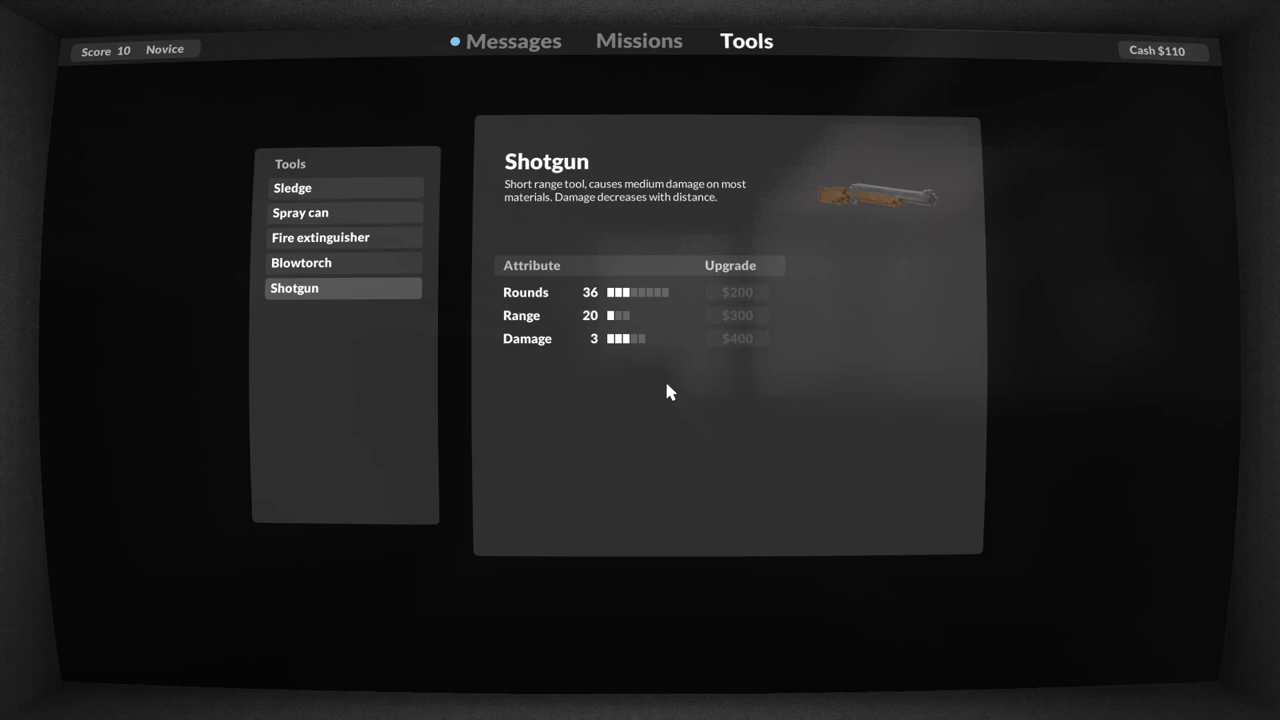 Score 10 Novice
Messages Missions Tools
Cash $110
Tools
Sledge
Spray can
Fire extinguisher
Blowtorch
Shotgun
Shotgun
Short range tool, causes medium damage on most
materials. Damage decreases with distance.
Attribute Upgrade
Rounds 36 $200
Range 20 $300
Damage 3 $400